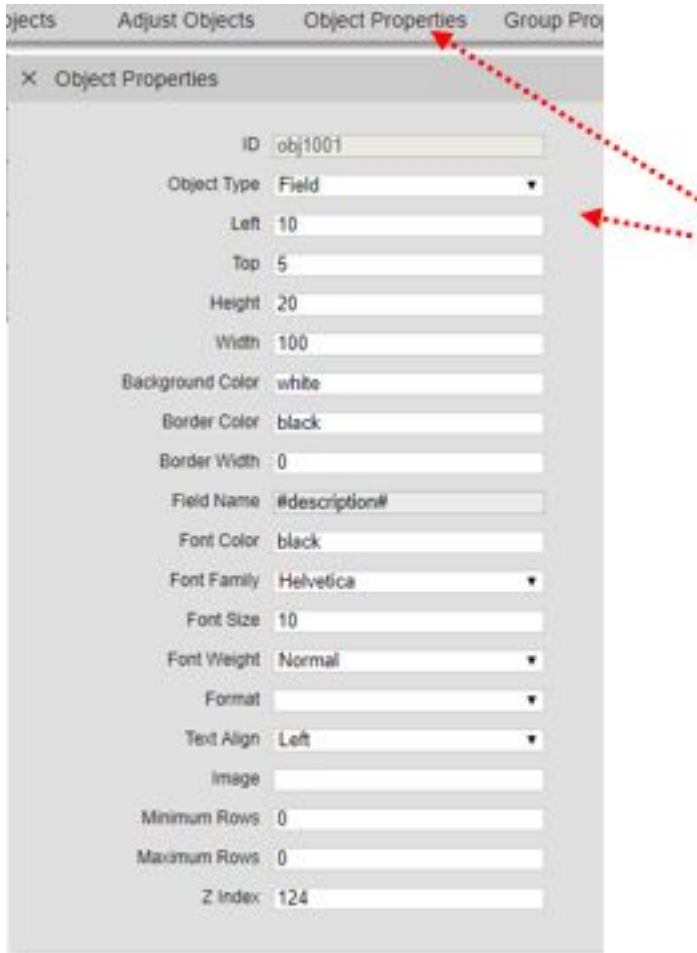 ojects Adjust Objects Object Properties Group Prop
× Object Properties
ID obj1001
Object Type Field
Left 10
Top 5
Height 20
Width 100
Background Color white
Border Color black
Border Width 0
Field Name #description#
Font Color black
Font Family Helvetica
Font Size 10
Font Weight Normal
Format
Text Align Left
Image
Minimum Rows 0
Maximum Rows 0
Z Index 124